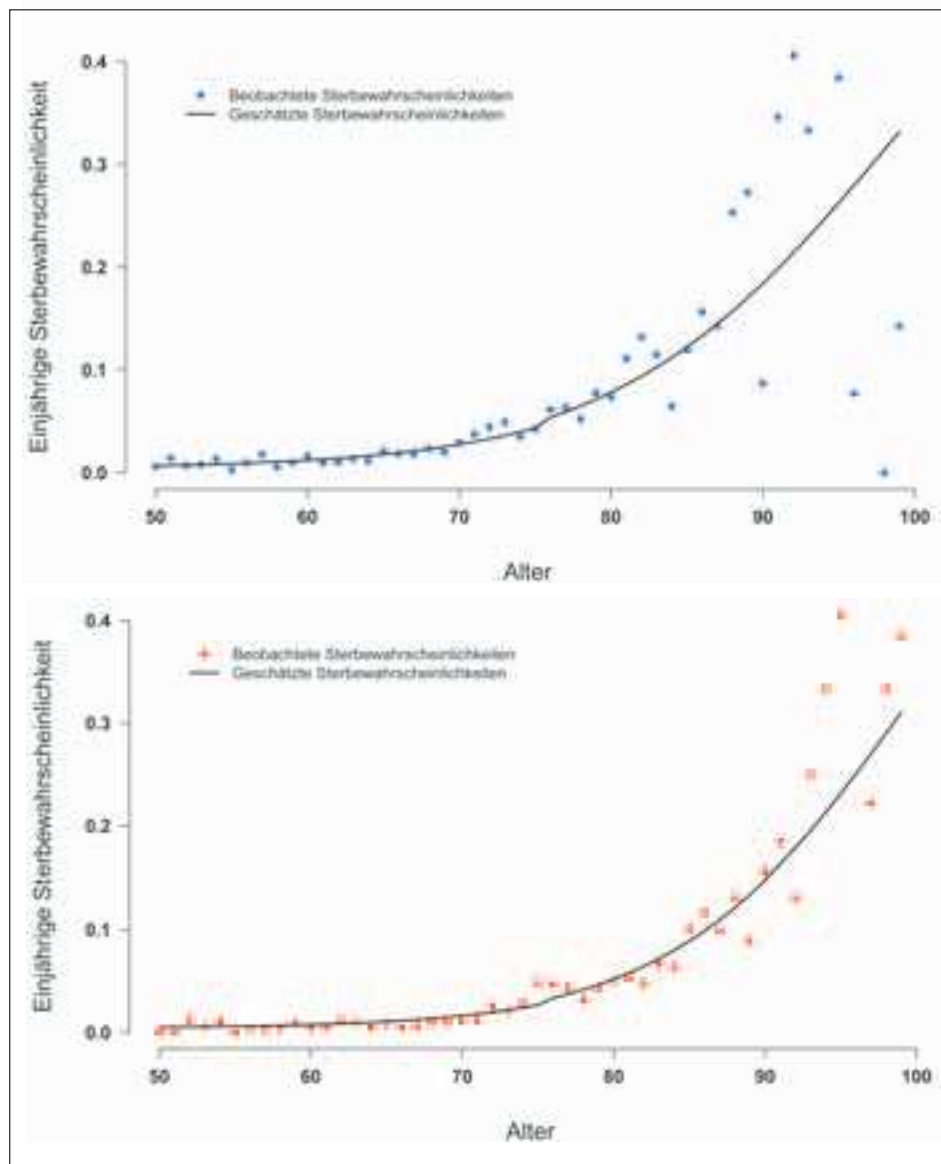 Einjährige Sterbewahrscheinlichkeit
0.4
0.3
0.2
0.1
0.0
Beobachtete Sterbewahrscheinlichkeiten
Geschätzte Sterbewahrscheinlichkeiten
50 60 70 80 90 100
Alter
Einjährige Sterbewahrscheinlichkeit
0.4
0.3
0.2
0.1
0.0
Beobachtete Sterbewahrscheinlichkeiten
Geschätzte Sterbewahrscheinlichkeiten
50 60 70 80 90 100
Alter